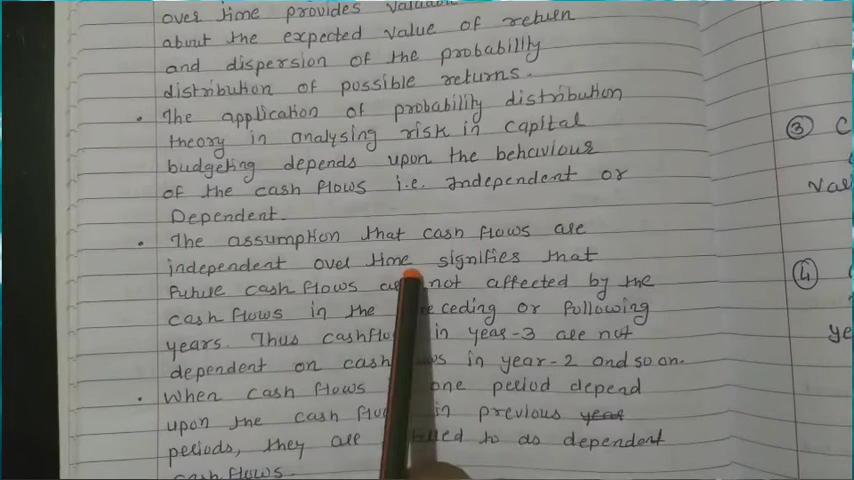 over time provides
about the expected value of return
and dispersion of the probability
distribution of possible returns.
• The application of probability distribution
theory in analysing risk in capital
budgeting depends upon the behaviour
of the cash flows i.e. Independent or
Dependent.
• The assumption that cash flows are
independent over time signifies that
future cash flows not affected by the
cash flows in the ceding or following
years. Thus cashflo in year-3 are not
dependent on cash ws in year-2 and so on.
• When cash flows one period depend
upon the cash flo in previous year
periods, they are to as dependent
cash flows.
③ C
Val
④
ye